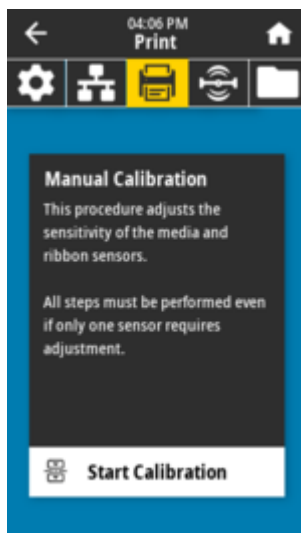 04:06 PM
Print
Manual Calibration
This procedure adjusts the
sensitivity of the media and
ribbon sensors.
All steps must be performed even
if only one sensor requires
adjustment.
Start Calibration